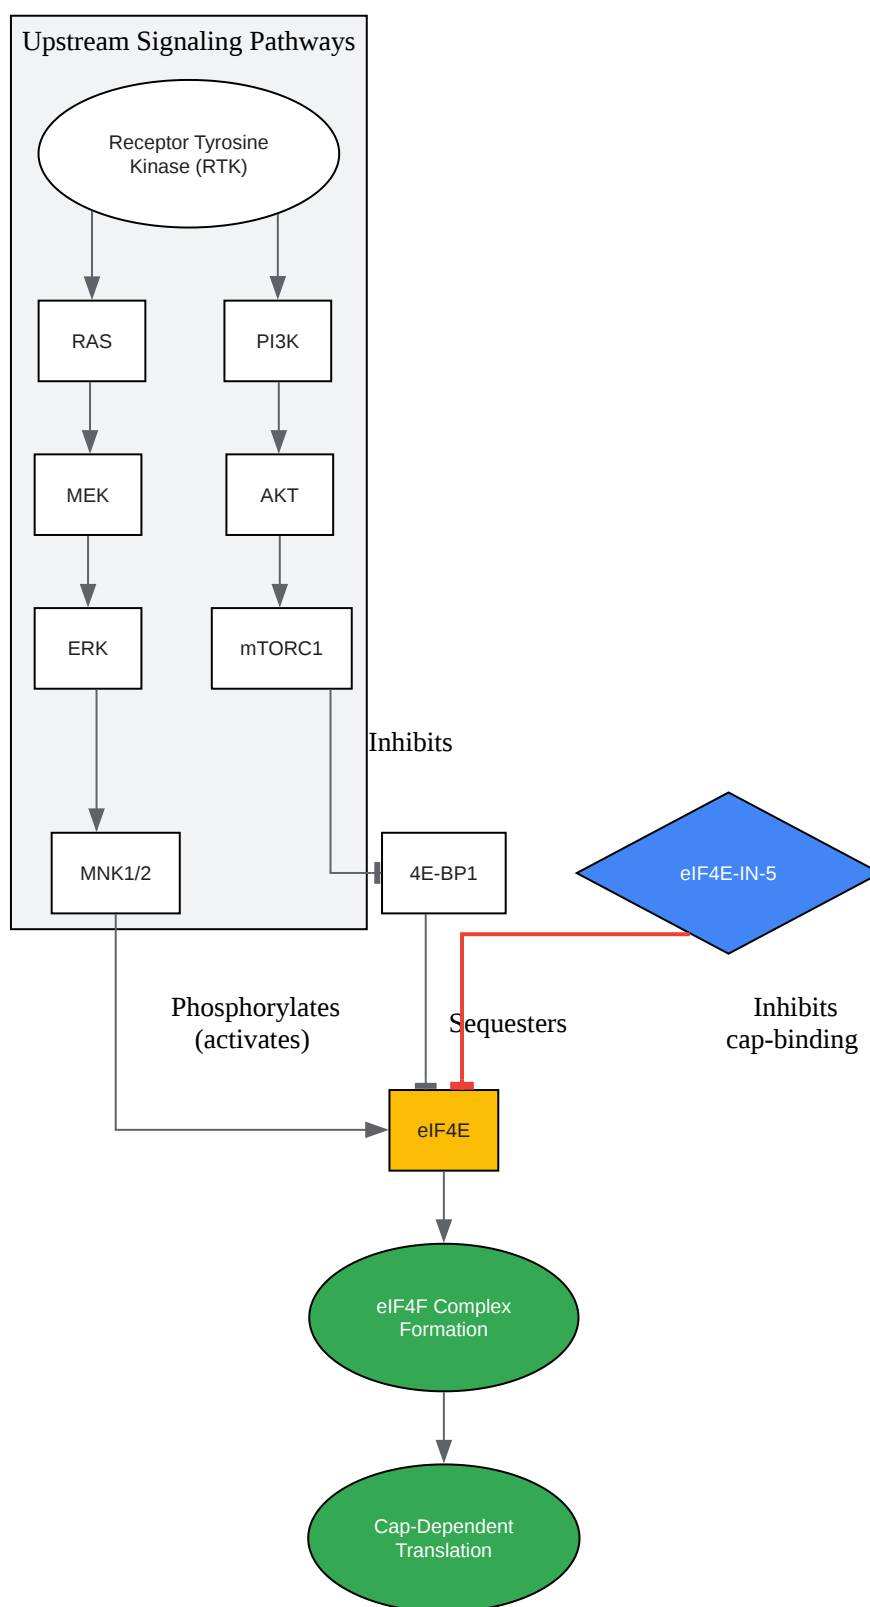 Upstream Signaling Pathways
Receptor Tyrosine
Kinase (RTK)
RAS
PI3K
MEK
AKT
ERK
mTORC1
Inhibits
MNK1/2
4E-BP1
eIF4E-IN-5
Phosphorylates
(activates)
Sequesters
Inhibits
cap-binding
eIF4E
eIF4F Complex
Formation
Cap-Dependent
Translation